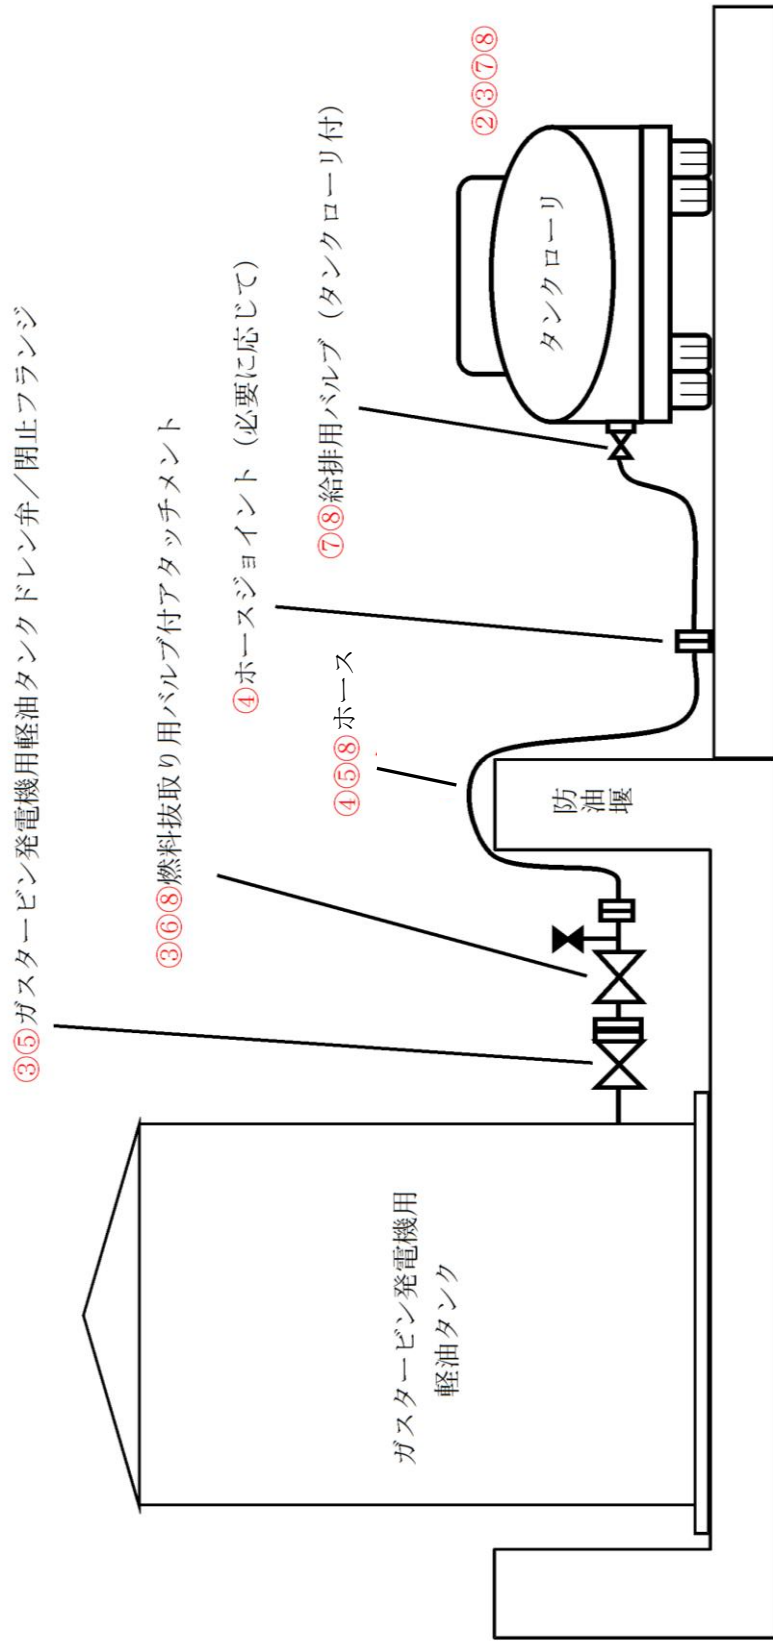 ③⑤ガスタービン発電機用軽油タンクドレン弁／閉止フランジ
③⑥⑧燃料抜取り用バルブ付アタッチメント
④ホースジョイント（必要に応じて）
⑦⑧給排用バルブ（タンクローリ付）
④⑤⑧ホース
②③⑦⑧
ガスタービン発電機用
軽油タンク
防
油
堰
タンクローリ